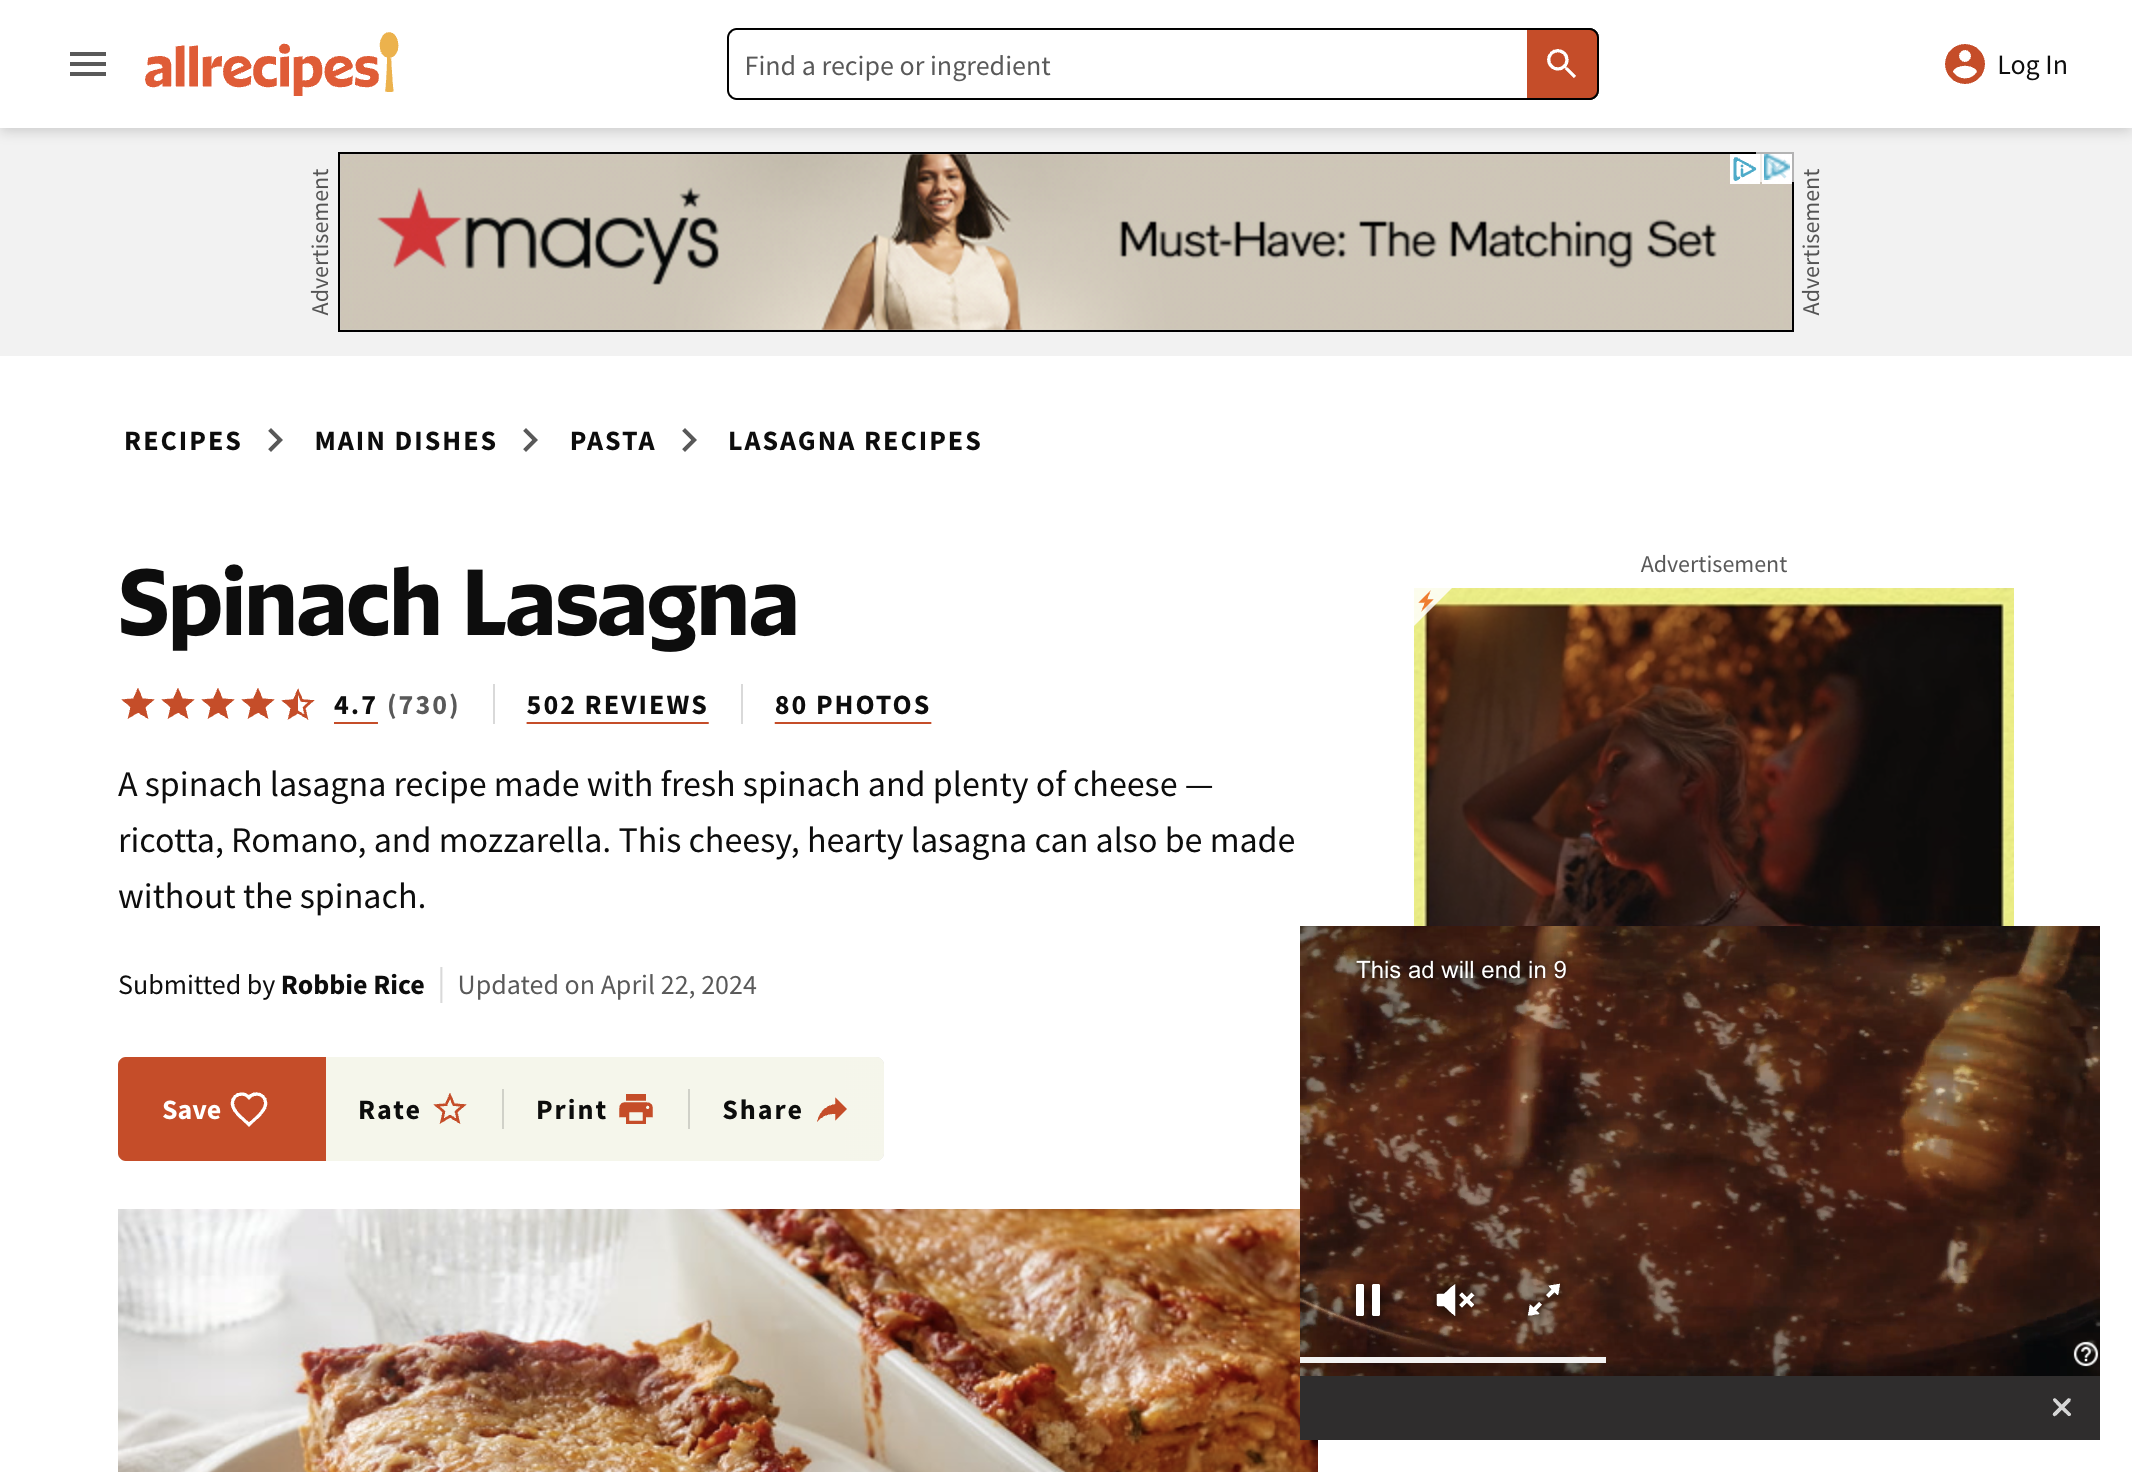 allrecipes
Find a recipe or ingredient
Log In
Advertisement
macy's
Must-Have: The Matching Set
Advertisement
RECIPES > MAIN DISHES > PASTA > LASAGNA RECIPES
Spinach Lasagna
4.7 (730) 502 REVIEWS 80 PHOTOS
A spinach lasagna recipe made with fresh spinach and plenty of cheese —
ricotta, Romano, and mozzarella. This cheesy, hearty lasagna can also be made
without the spinach.
Submitted by Robbie Rice Updated on April 22, 2024
Save Rate Print Share
Advertisement
This ad will end in 9